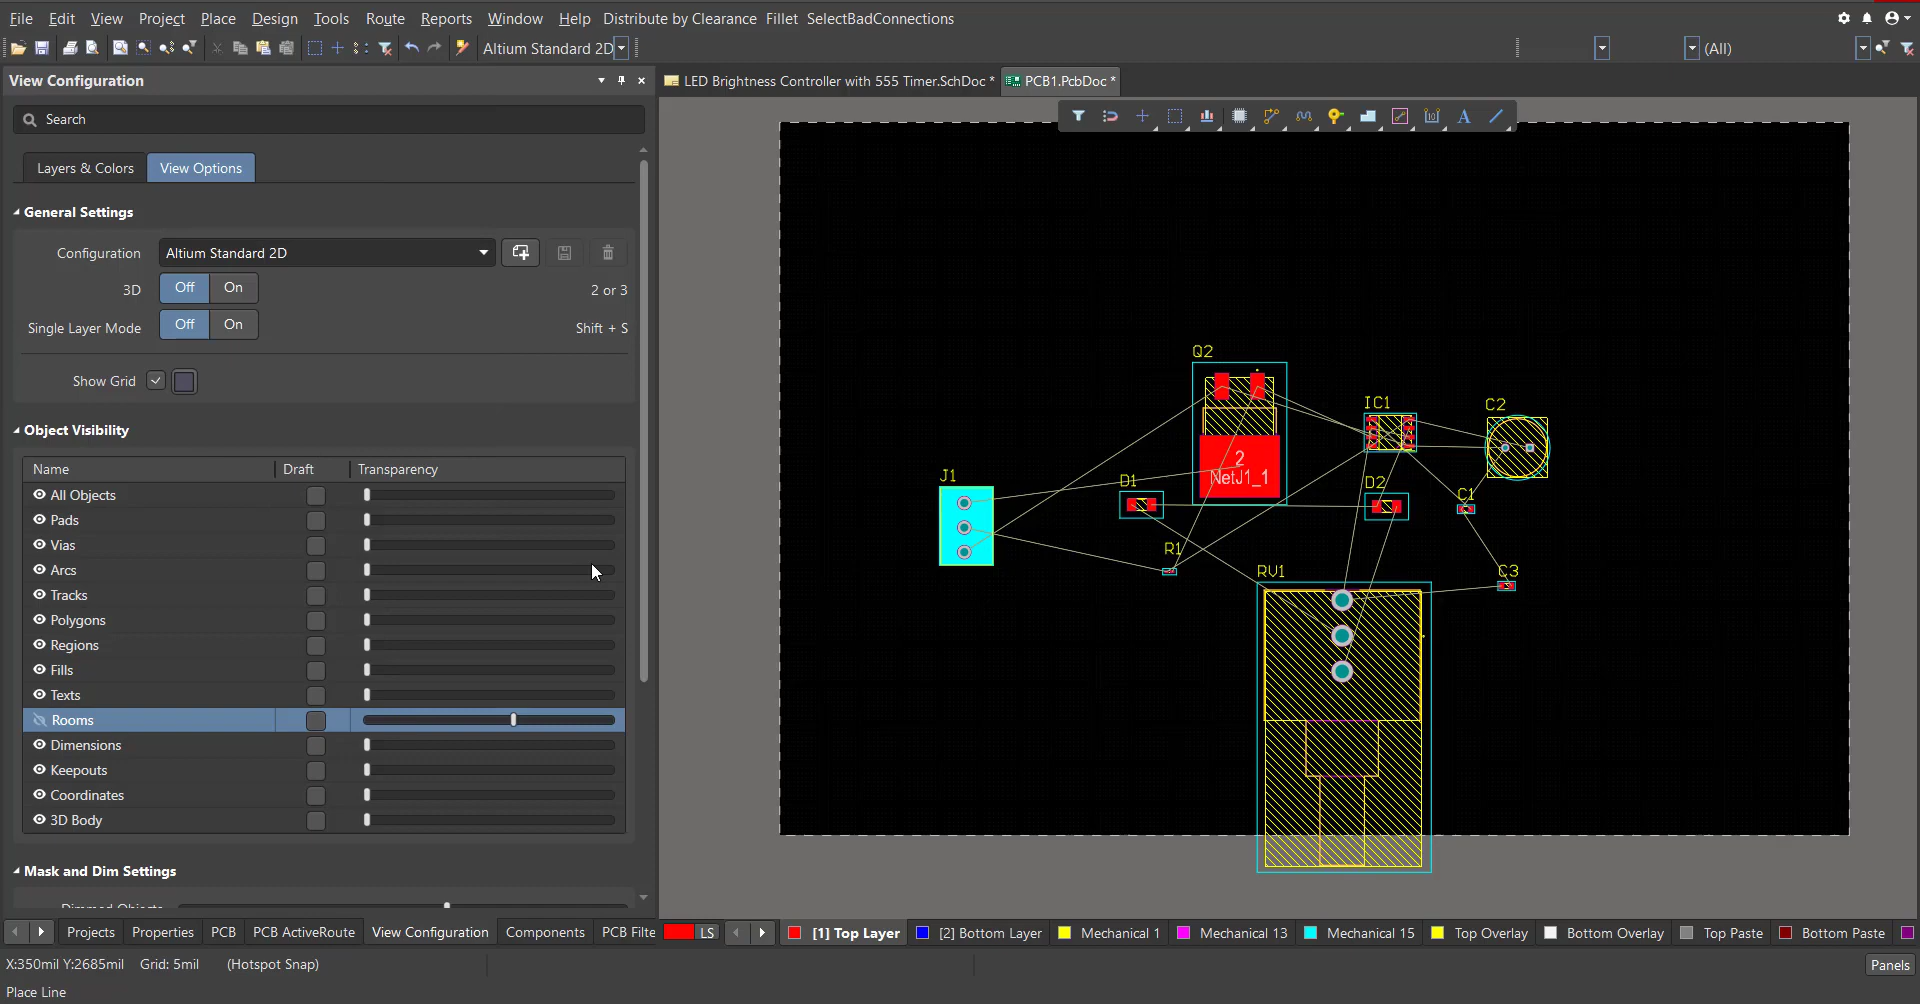 File Edit View Project Place Design Tools Route Reports Window Help Distribute by Clearance Fillet SelectBadConnections
Altium Standard 2D
(All)
View Configuration
LED Brightness Controller with 555 Timer.SchDoc *
PCB1.PcbDoc *
Search
Layers & Colors
View Options
General Settings
Configuration Altium Standard 2D
3D Off On 2 or 3
Single Layer Mode Off On Shift + S
Show Grid
Object Visibility
Name Draft Transparency
All Objects
Pads
Vias
Arcs
Tracks
Polygons
Regions
Fills
Texts
Rooms
Dimensions
Keepouts
Coordinates
3D Body
Mask and Dim Settings
Dimmed Objects
Q2
IC1
C2
2
NetJ1_1
J1
D1
D2
C1
R1
RV1
C3
10
A
Projects Properties PCB PCB ActiveRoute View Configuration Components PCB Filte
LS [1] Top Layer [2] Bottom Layer Mechanical 1 Mechanical 13 Mechanical 15 Top Overlay Bottom Overlay Top Paste Bottom Paste
X:350mil Y:2685mil Grid: 5mil (Hotspot Snap)
Panels
Place Line